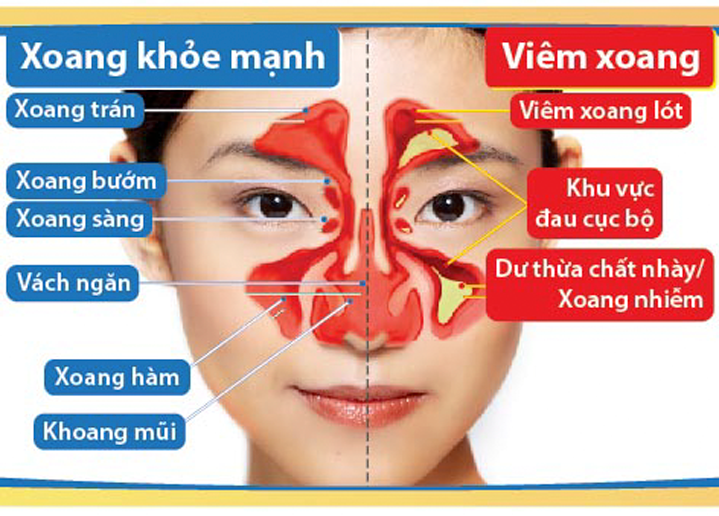 Xoang khỏe mạnh
Xoang trán
Xoang bướm
Xoang sàng
Vách ngăn
Xoang hàm
Khoang mũi
Viêm xoang
Viêm xoang lót
Khu vực
đau cục bộ
Dư thừa chất nhày/
Xoang nhiễm